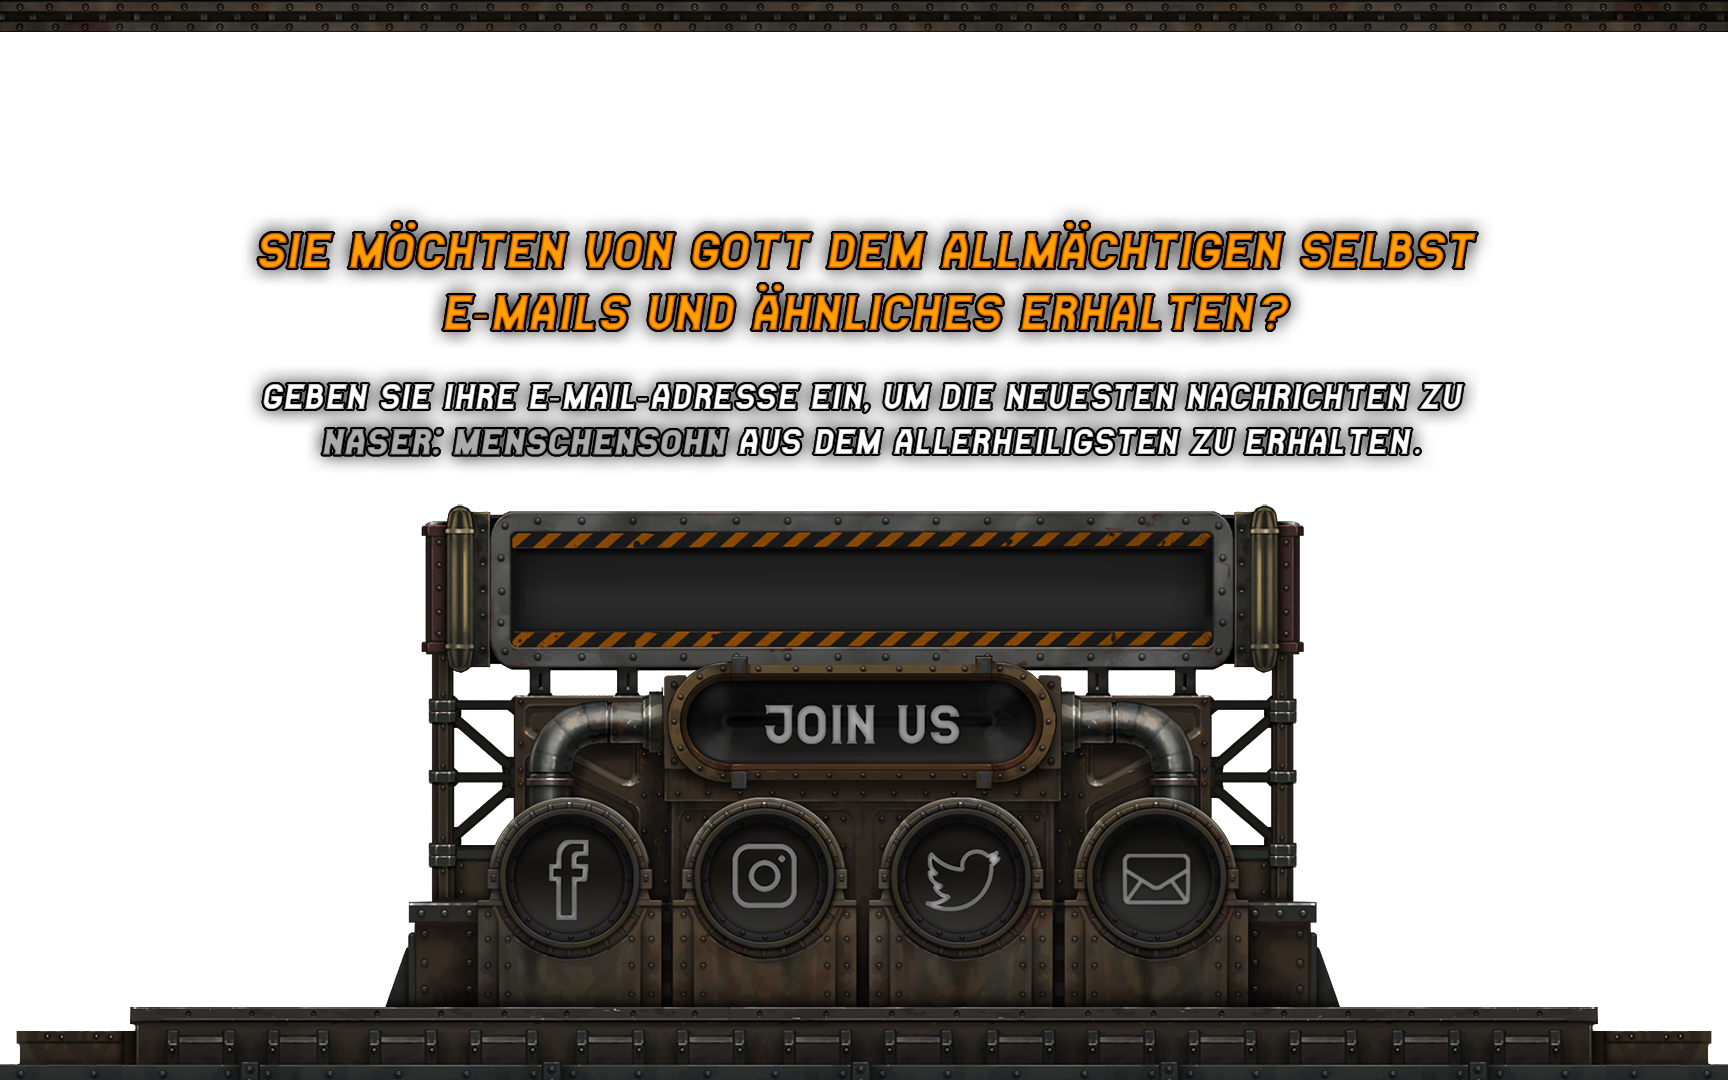 SIE MÖCHTEN VON GOTT DEM ALLMÄCHTIGEN SELBST
E-MAILS UND ÄHNLICHES ERHALTEN?
GEBEN SIE IHRE E-MAIL-ADRESSE EIN, UM DIE NEUESTEN NACHRICHTEN ZU
NASER: MENSCHENSOHN AUS DEM ALLERHEILIGSTEN ZU ERHALTEN.
JOIN US